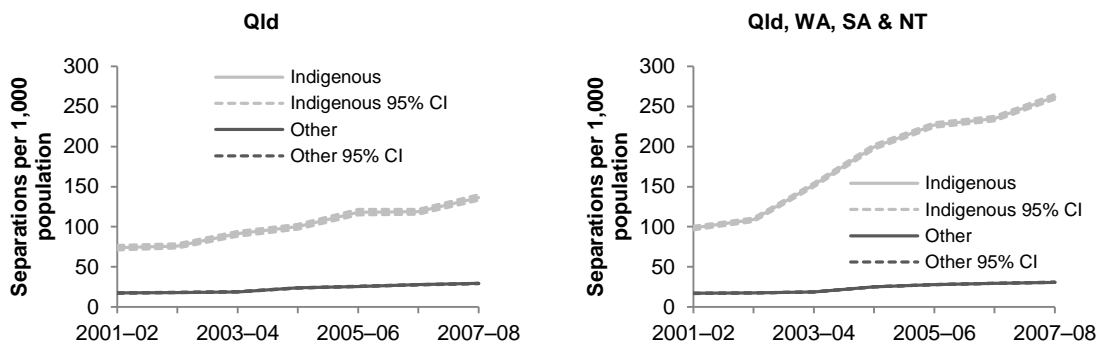 Qld
Separations per 1,000
population
300
250
200
150
100
50
0
Indigenous
Indigenous 95% CI
Other
Other 95% CI
2001–02 2003–04 2005–06 2007–08
Qld, WA, SA & NT
Separations per 1,000
population
300
250
200
150
100
50
0
Indigenous
Indigenous 95% CI
Other
Other 95% CI
2001–02 2003–04 2005–06 2007–08